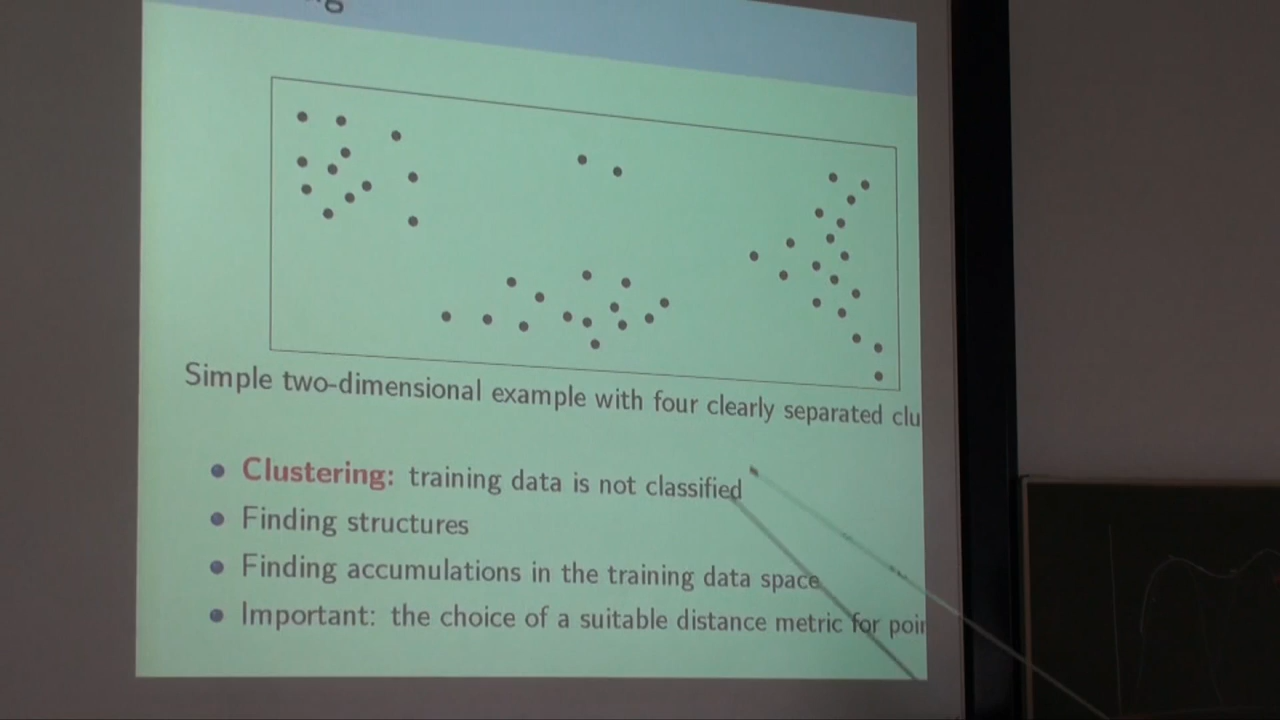 Simple two-dimensional example with four clearly separated clu
Clustering: training data is not classified
Finding structures
Finding accumulations in the training data space
Important: the choice of a suitable distance metric for poin